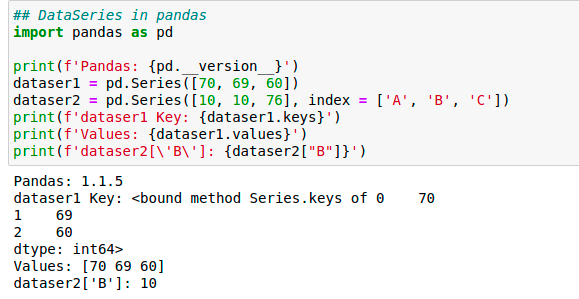 ## DataSeries in pandas
import pandas as pd

print(f'Pandas: {pd.__version__}')
dataser1 = pd.Series([70, 69, 60])
dataser2 = pd.Series([10, 10, 76], index = ['A', 'B', 'C'])
print(f'dataser1 Key: {dataser1.keys}')
print(f'Values: {dataser1.values}')
print(f'dataser2[\'B\']: {dataser2["B"]}')
Pandas: 1.1.5
dataser1 Key: <bound method Series.keys of 0    70
1    69
2    60
dtype: int64>
Values: [70 69 60]
dataser2['B']: 10